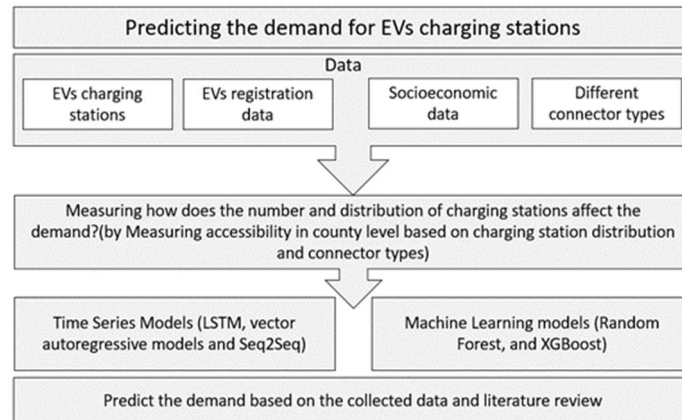 Predicting the demand for EVs charging stations
Data
EVs charging
stations
EVs registration
data
Socioeconomic
data
Different
connector types
Measuring how does the number and distribution of charging stations affect the
demand?(by Measuring accessibility in county level based on charging station distribution
and connector types)
Time Series Models (LSTM, vector
autoregressive models and Seq2Seq)
Machine Learning models (Random
Forest, and XGBoost)
Predict the demand based on the collected data and literature review